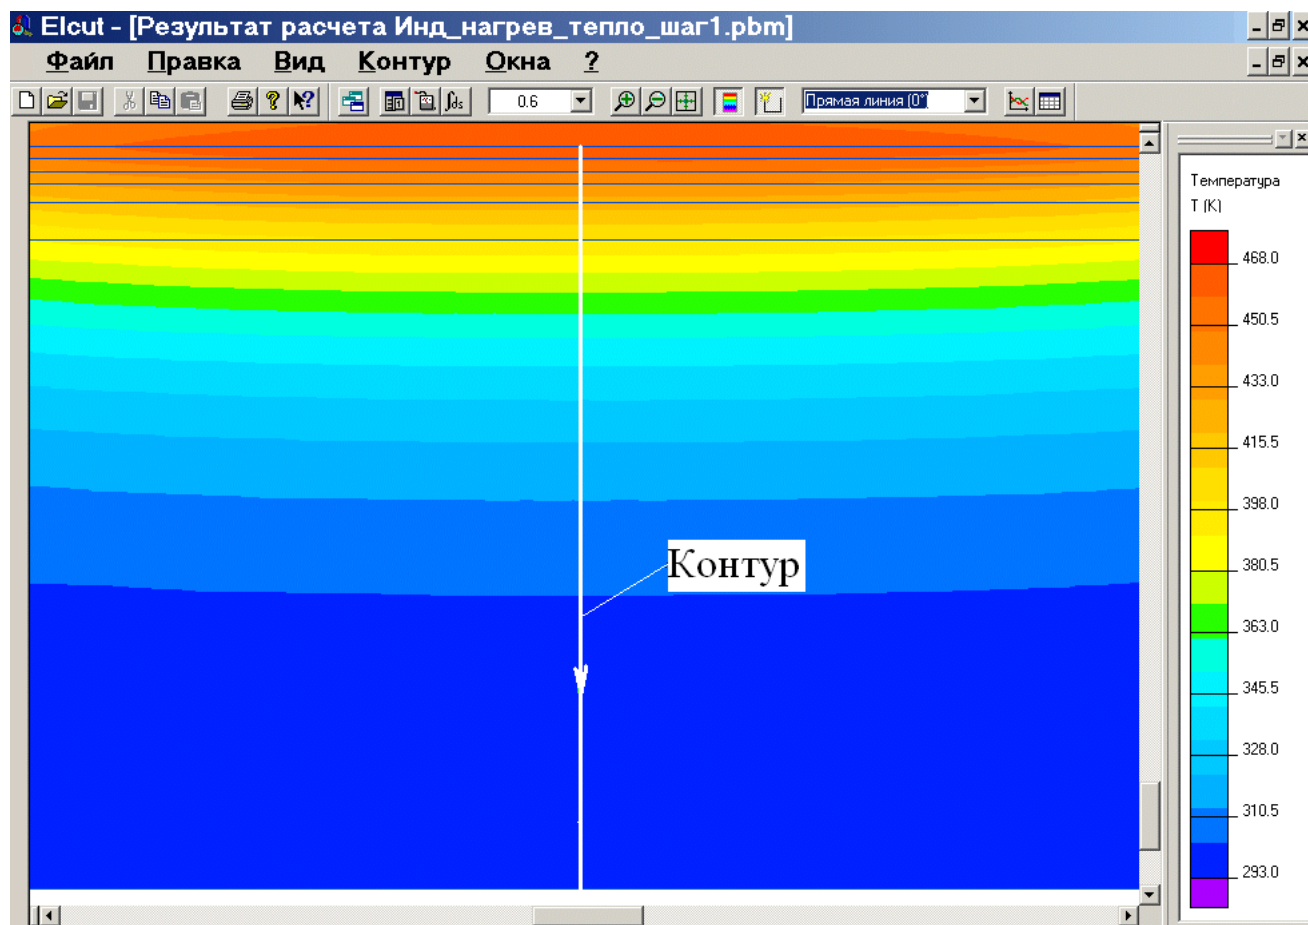 Elcut - [Результат расчета Инд_нагрев_тепло_шаг1.pbm]
Файл Правка Вид Контур Окна ?
0.6 Прямая линия (0°)
Температура
T (K)
468.0
450.5
433.0
415.5
398.0
380.5
363.0
345.5
328.0
310.5
293.0
Контур